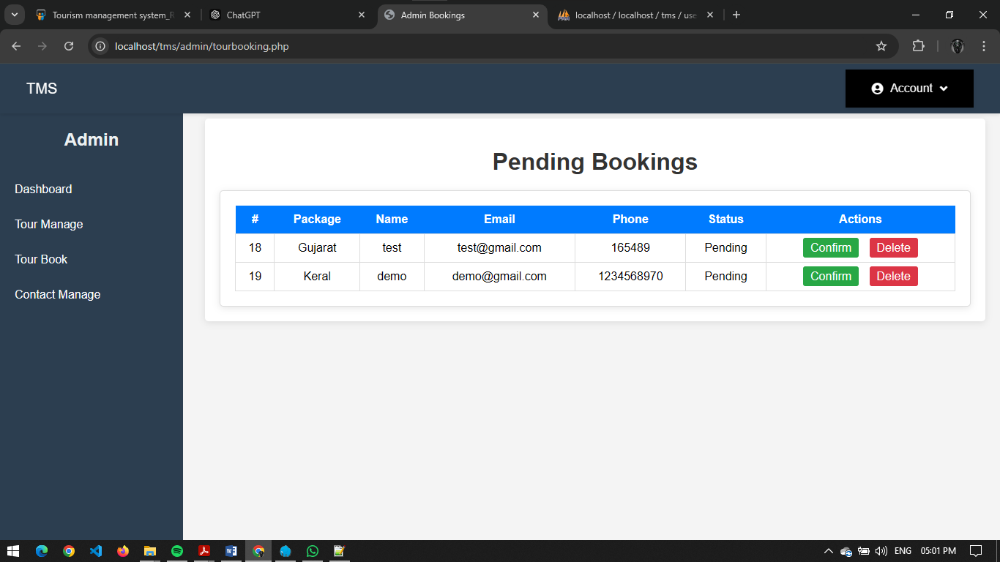 Tourism management system_R
ChatGPT
Admin Bookings
localhost / localhost / tms / use
localhost/tms/admin/tourbooking.php
TMS
Account
Admin
Dashboard
Tour Manage
Tour Book
Contact Manage
Pending Bookings
# Package Name Email Phone Status Actions
18 Gujarat test test@gmail.com 165489 Pending Confirm Delete
19 Keral demo demo@gmail.com 1234568970 Pending Confirm Delete
ENG 05:01 PM